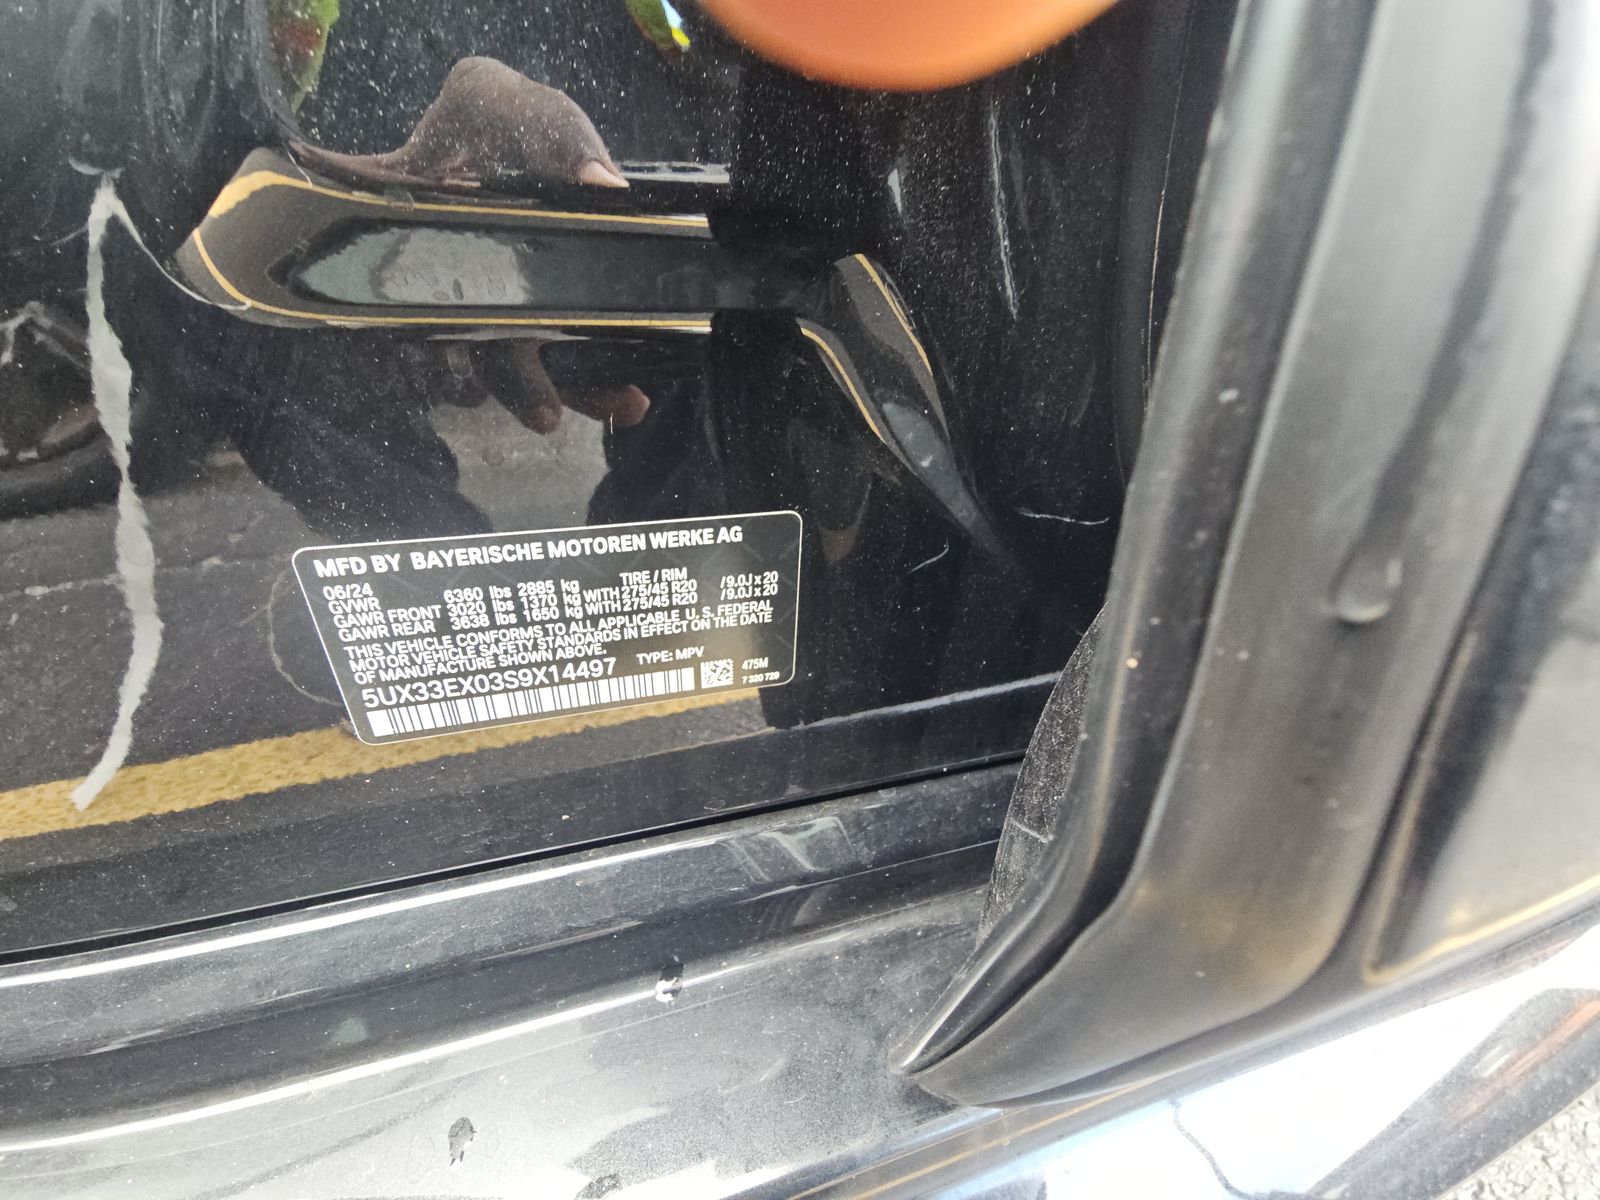 MFD BY BAYERISCHE MOTOREN WERKE AG
06/24 TIRE / RIM
GVWR 6360 lbs 2885 kg
GAWR FRONT 3020 lbs 1370 kg WITH 275/45 R20 / 9.0J x 20
GAWR REAR 3638 lbs 1650 kg WITH 275/45 R20 / 9.0J x 20
THIS VEHICLE CONFORMS TO ALL APPLICABLE U. S. FEDERAL
MOTOR VEHICLE SAFETY STANDARDS IN EFFECT ON THE DATE
OF MANUFACTURE SHOWN ABOVE.
5UX33EX03S9X14497 TYPE: MPV
475M
7 320 729